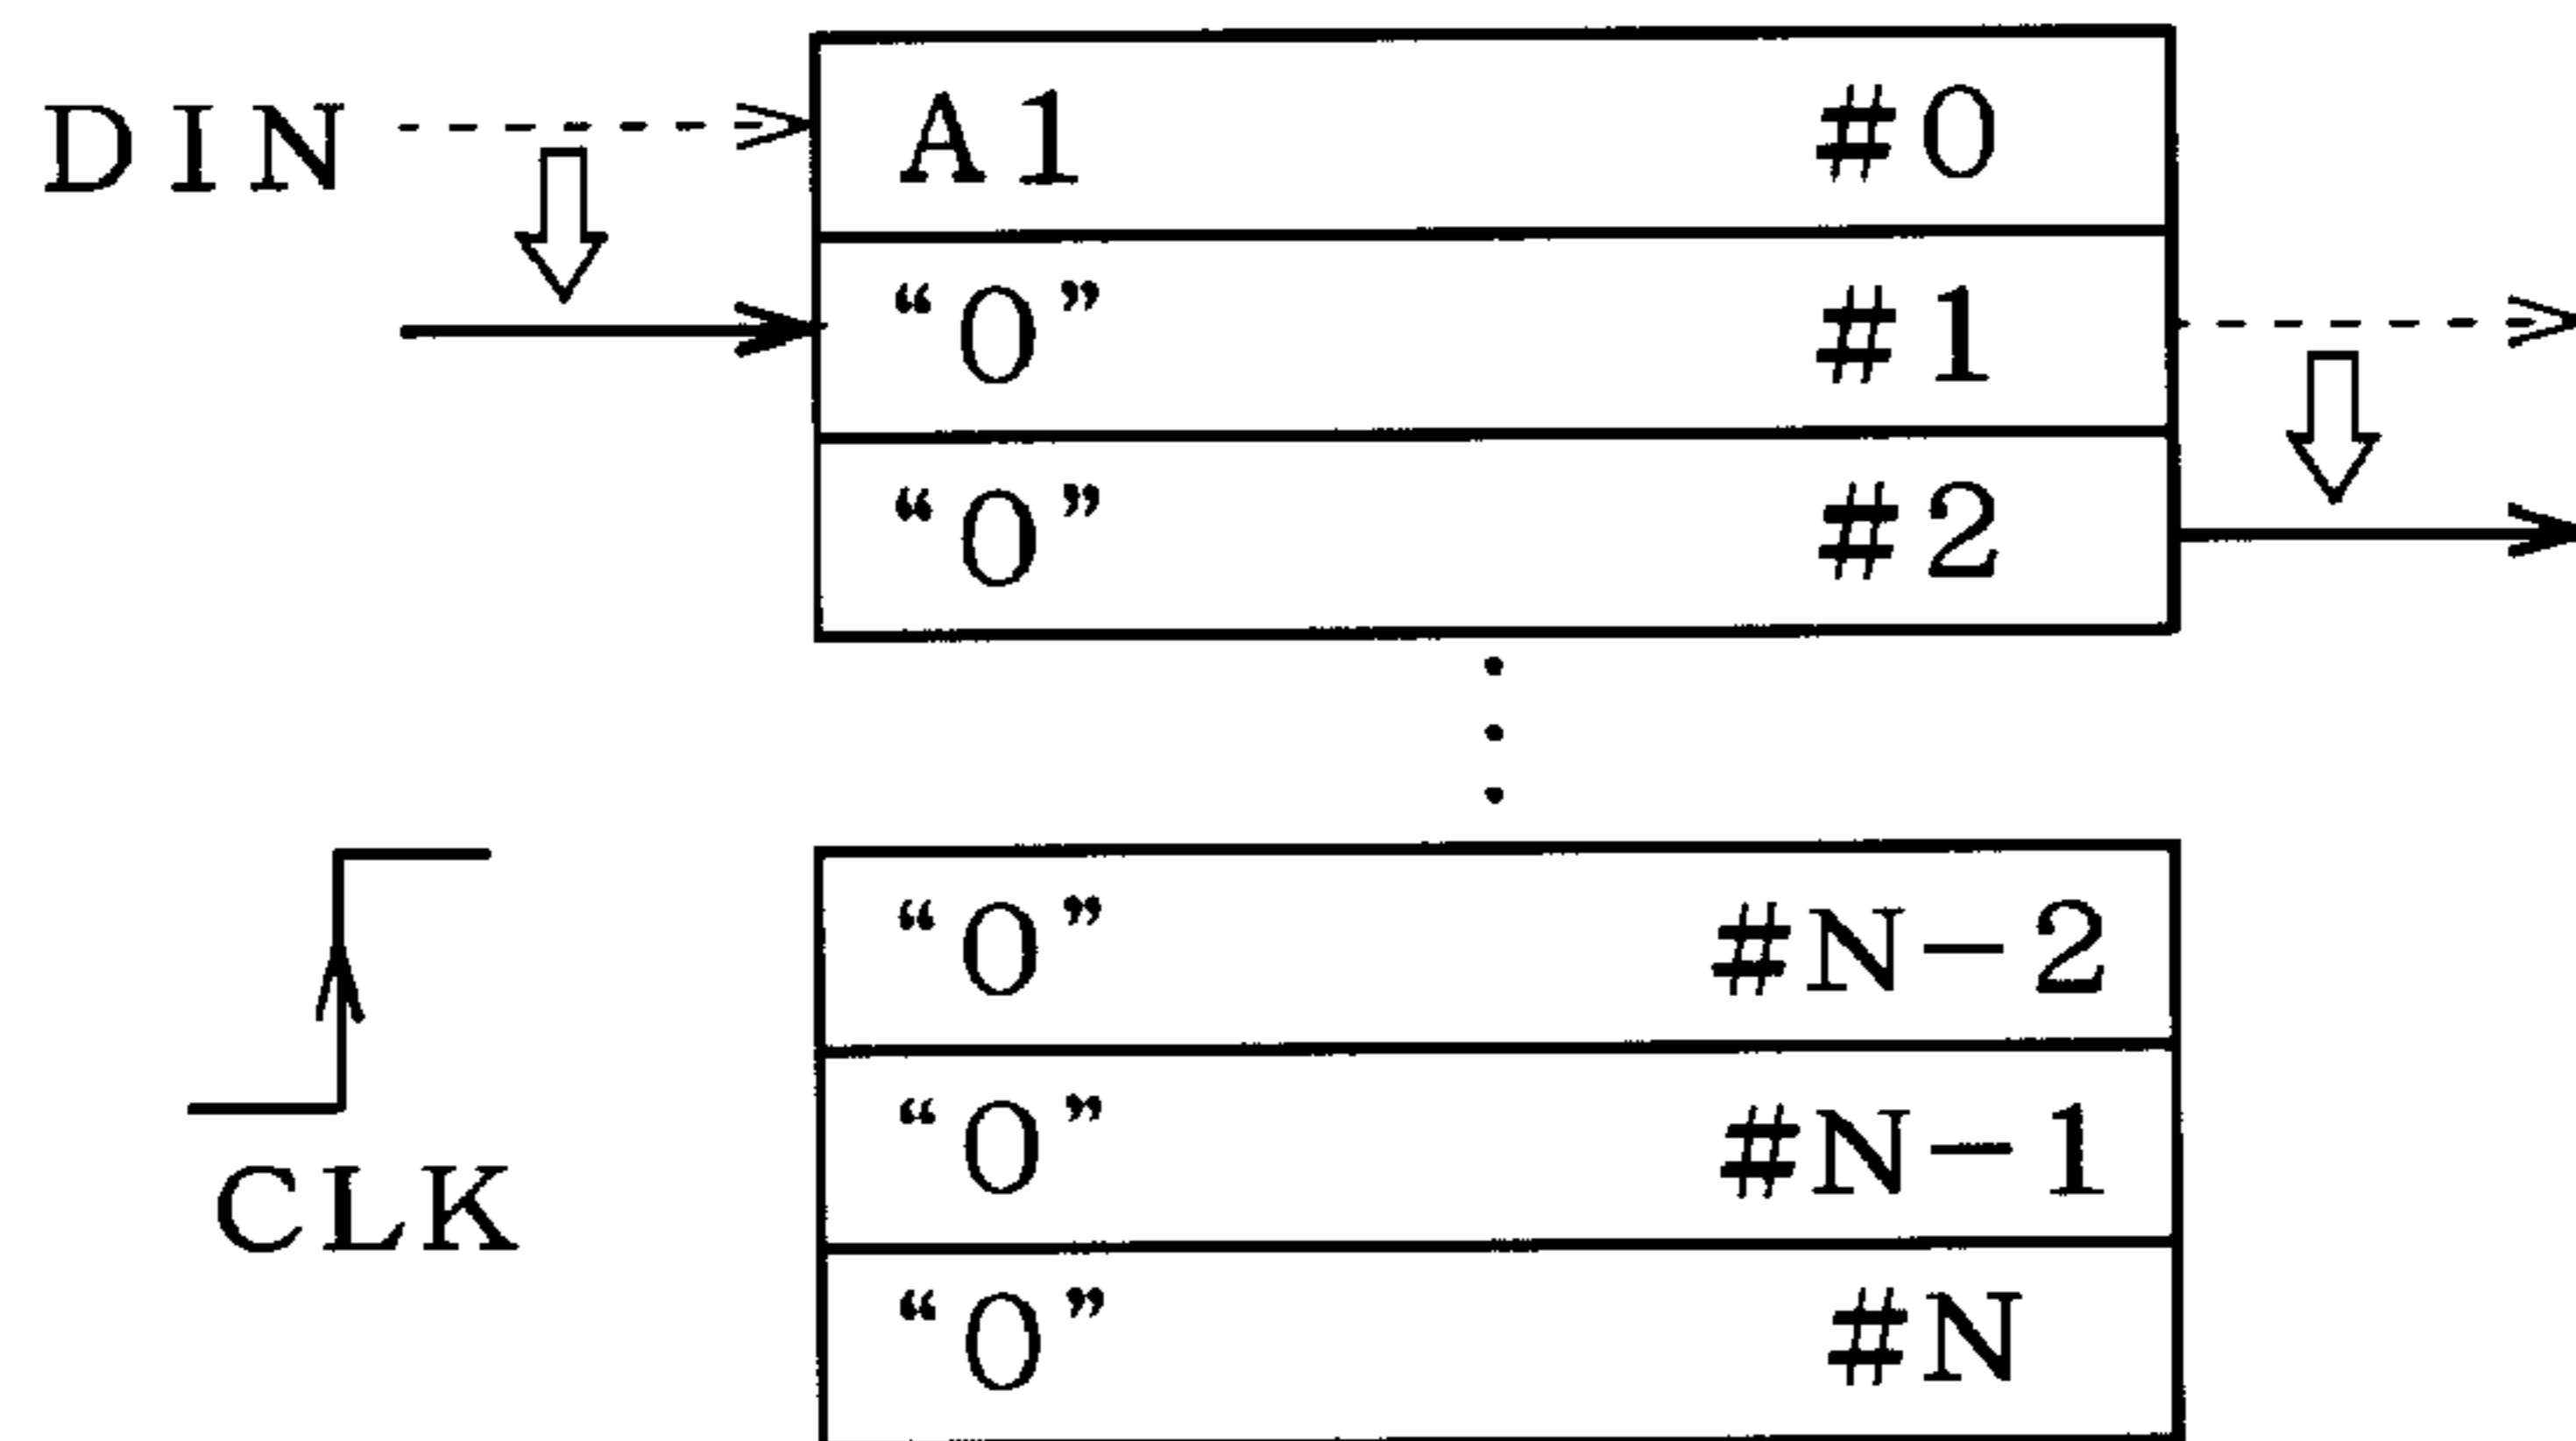 DIN A1 #0
“0” #1
“0” #2
“0” #N-2
“0” #N-1
CLK
“0” #N